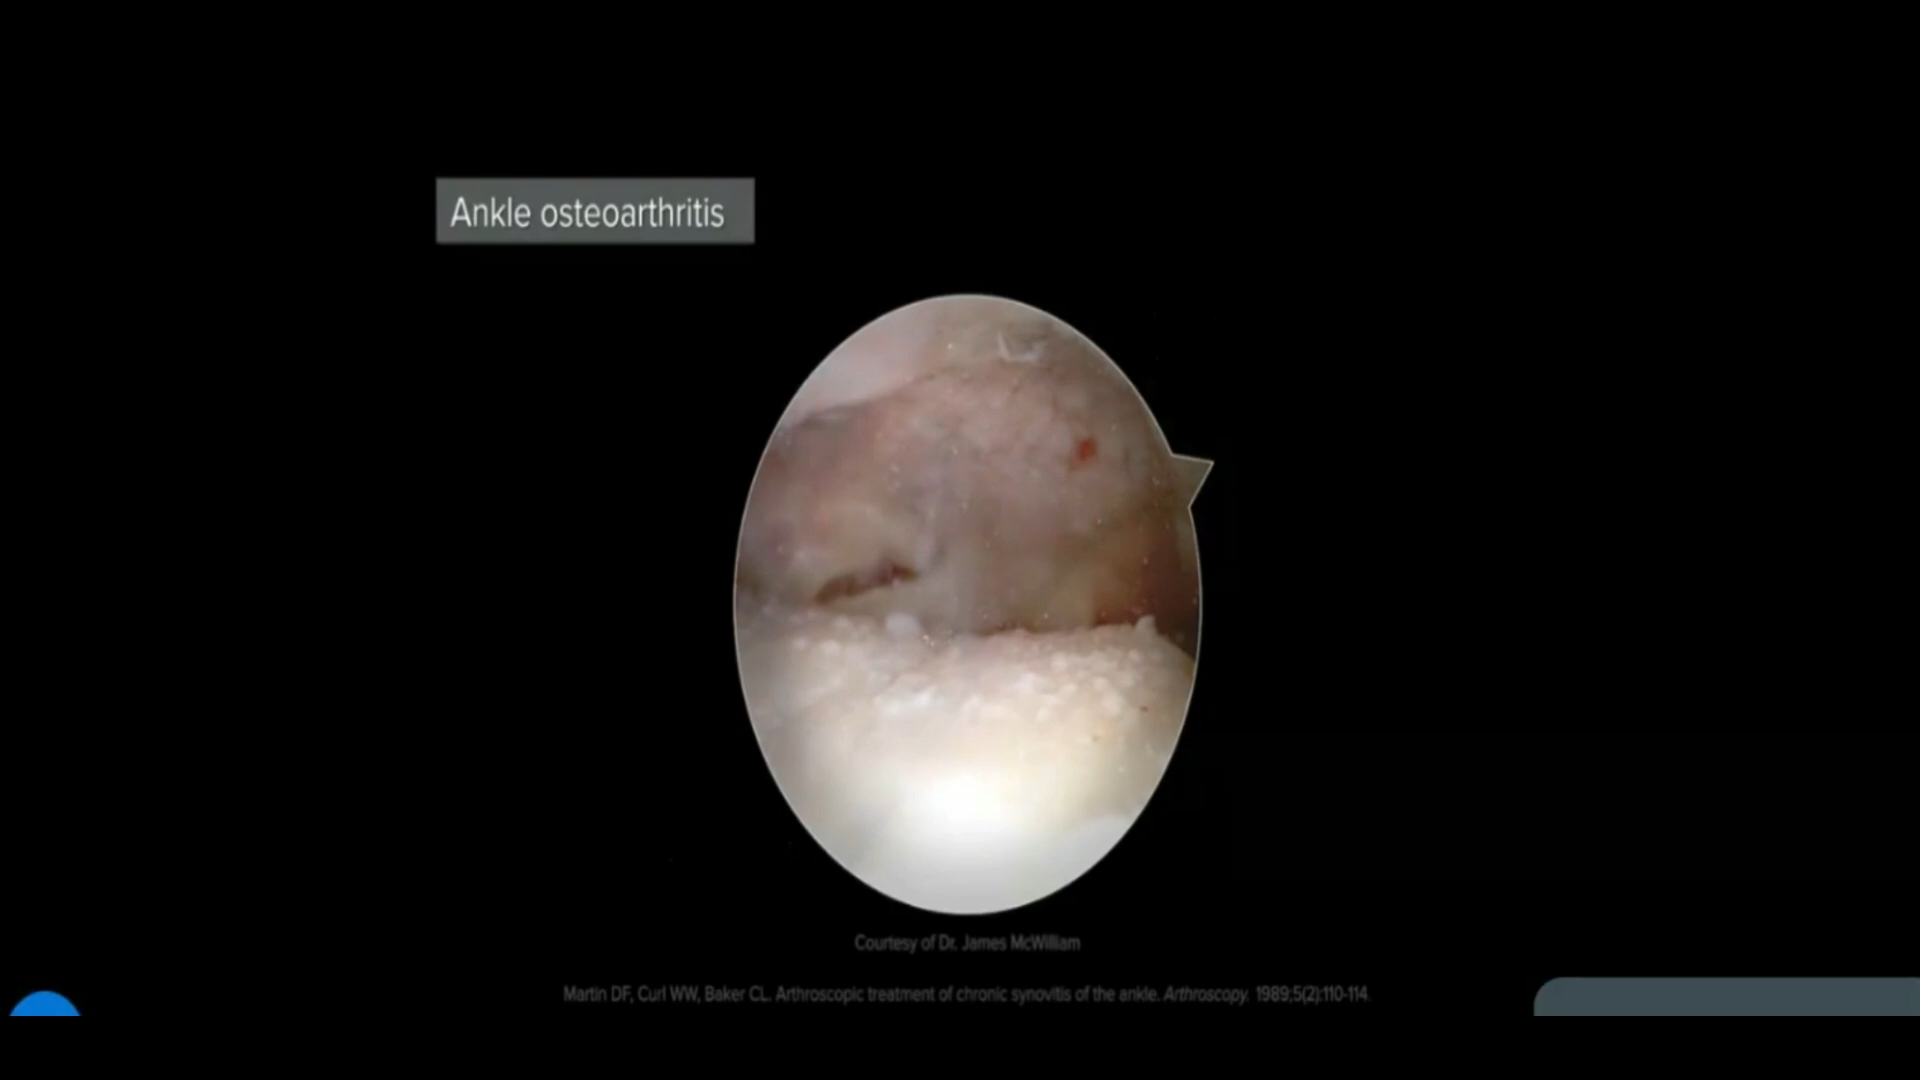 Ankle osteoarthritis
Courtesy of Dr. James McWilliam
Martin DF, Curl WW, Baker CL. Arthroscopic treatment of chronic synovitis of the ankle. Arthroscopy. 1989;5(2):110-114.